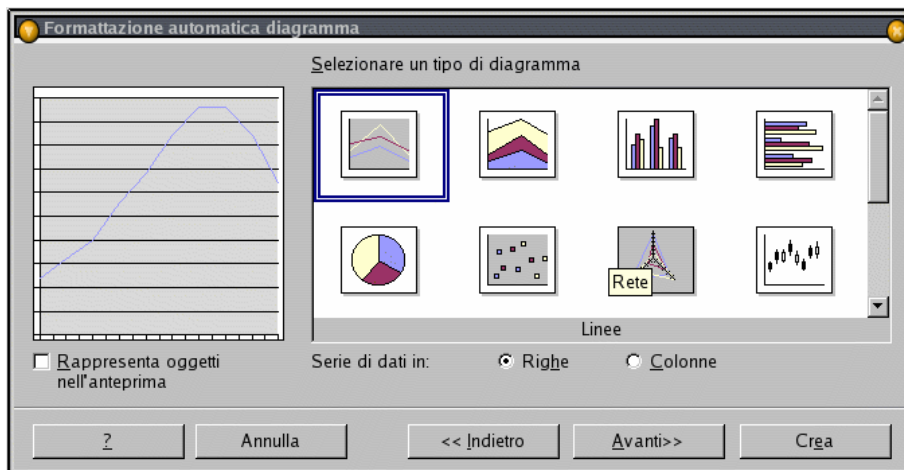 Formattazione automatica diagramma
Selezionare un tipo di diagramma
Rete
Linee
Rappresenta oggetti
nell'anteprima
Serie di dati in:
Righe
Colonne
?
Annulla
<< Indietro
Avanti>>
Crea